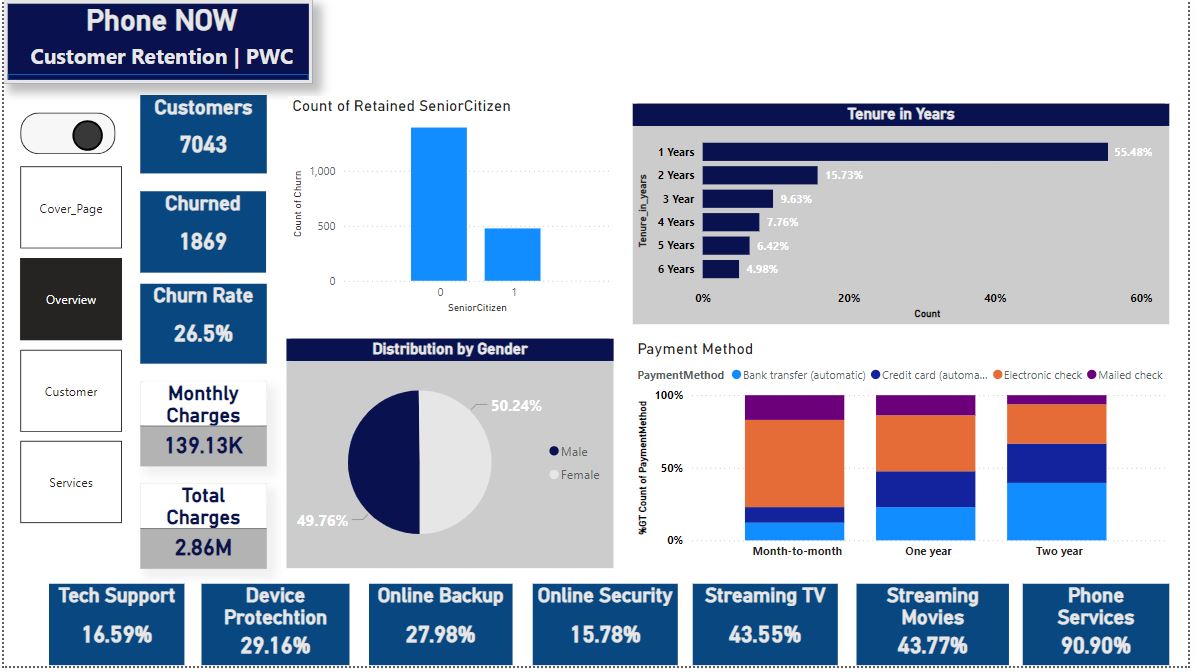 Phone NOW
Customer Retention | PWC
Cover_Page
Overview
Customer
Services
Customers
7043
Churned
1869
Churn Rate
26.5%
Monthly
Charges
139.13K
Total
Charges
2.86M
Count of Retained SeniorCitizen
Count of Churn
1,000
500
0
0
1
SeniorCitizen
Distribution by Gender
50.24%
49.76%
Male
Female
Tenure in Years
Tenure_in_years
1 Years
55.48%
2 Years
15.73%
3 Year
9.63%
4 Years
7.76%
5 Years
6.42%
6 Years
4.98%
0%
20%
40%
60%
Count
Payment Method
PaymentMethod
Bank transfer (automatic)
Credit card (automa...
Electronic check
Mailed check
%GT Count of PaymentMethod
100%
50%
0%
Month-to-month
One year
Two year
Tech Support
16.59%
Device
Protechtion
29.16%
Online Backup
27.98%
Online Security
15.78%
Streaming TV
43.55%
Streaming
Movies
43.77%
Phone
Services
90.90%